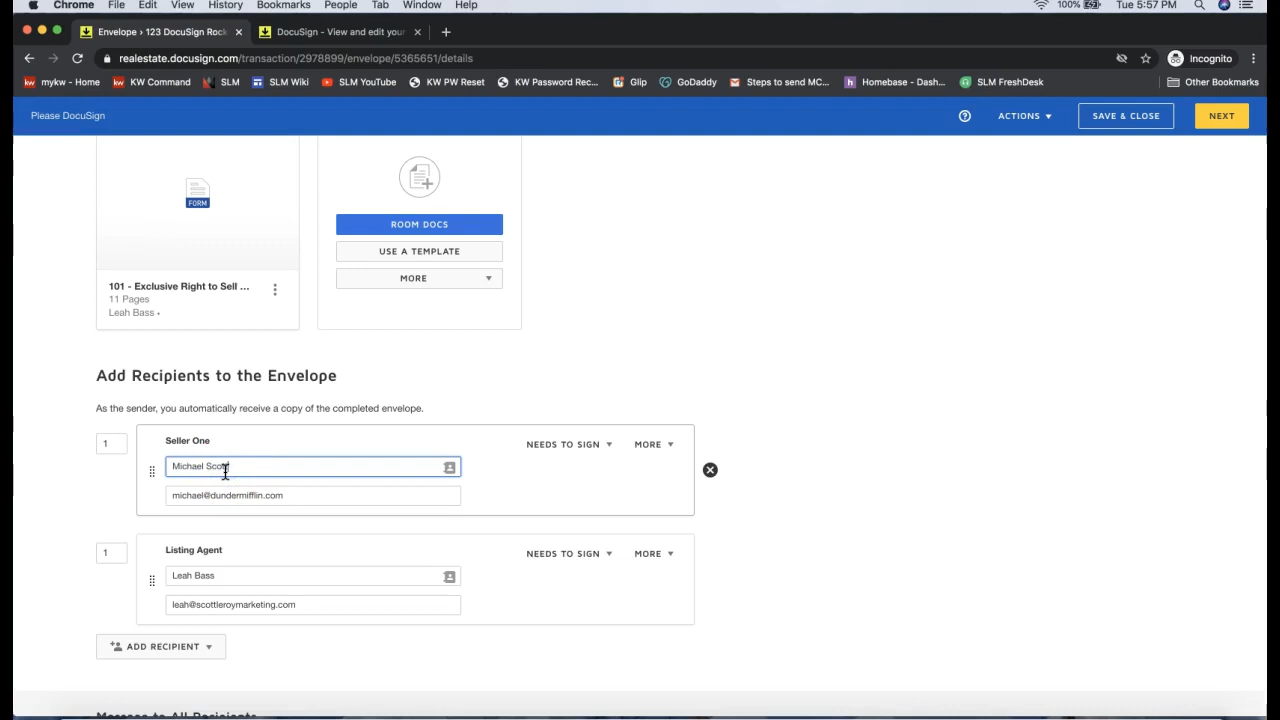 Chrome File Edit View History Bookmarks People Tab Window Help 100% Tue 5:57 PM
Envelope › 123 DocuSign Rock DocuSign - View and edit your
realestate.docusign.com/transaction/2978899/envelope/5365651/details Incognito
mykw - Home KW Command SLM SLM Wiki SLM YouTube KW PW Reset KW Password Rec... Glip GoDaddy Steps to send MC... Homebase - Dash... SLM FreshDesk Other Bookmarks
Please DocuSign ACTIONS SAVE & CLOSE NEXT
FORM
ROOM DOCS
USE A TEMPLATE
MORE
101 - Exclusive Right to Sell ...
11 Pages
Leah Bass •
Add Recipients to the Envelope
As the sender, you automatically receive a copy of the completed envelope.
1 Seller One NEEDS TO SIGN MORE
Michael Scott
michael@dundermifflin.com
1 Listing Agent NEEDS TO SIGN MORE
Leah Bass
leah@scottleroymarketing.com
ADD RECIPIENT
Message to All Recipients